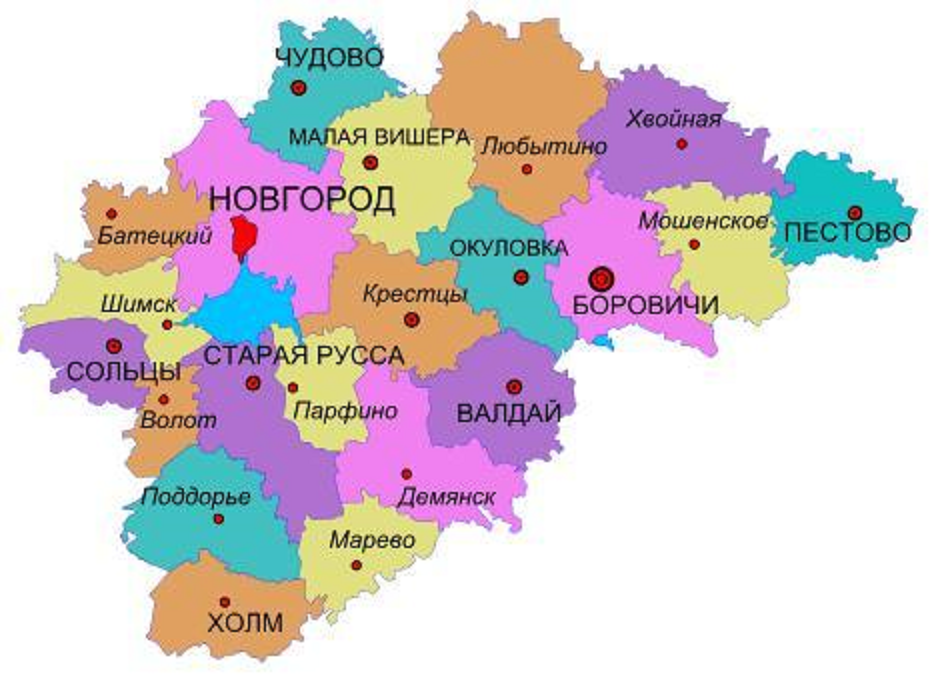 ЧУДОВО
МАЛАЯ ВИШЕРА
Любытино
Хвойная
НОВГОРОД
Батецкий
ОКУЛОВКА
Мошенское
ПЕСТОВО
Шимск
Крестцы
БОРОВИЧИ
СОЛЬЦЫ
СТАРАЯ РУССА
Волот
Парфино
ВАЛДАЙ
Поддорье
Демянск
Марево
ХОЛМ